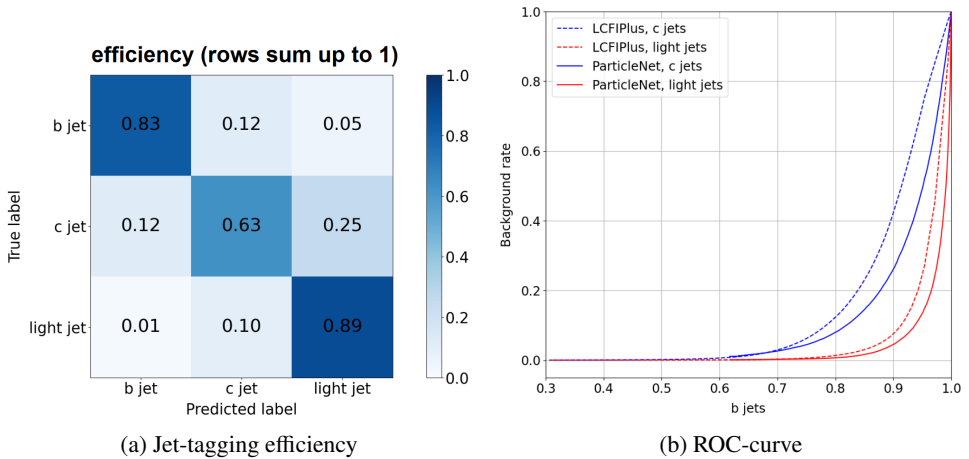 efficiency (rows sum up to 1)
True label
b jet 0.83 0.12 0.05
c jet 0.12 0.63 0.25
light jet 0.01 0.10 0.89
b jet c jet light jet
Predicted label
1.0
0.8
0.6
0.4
0.2
0.0
(a) Jet-tagging efficiency
LCFIPlus, c jets
LCFIPlus, light jets
ParticleNet, c jets
ParticleNet, light jets
Background rate
1.0
0.8
0.6
0.4
0.2
0.0
0.3 0.4 0.5 0.6 0.7 0.8 0.9 1.0
b jets
(b) ROC-curve